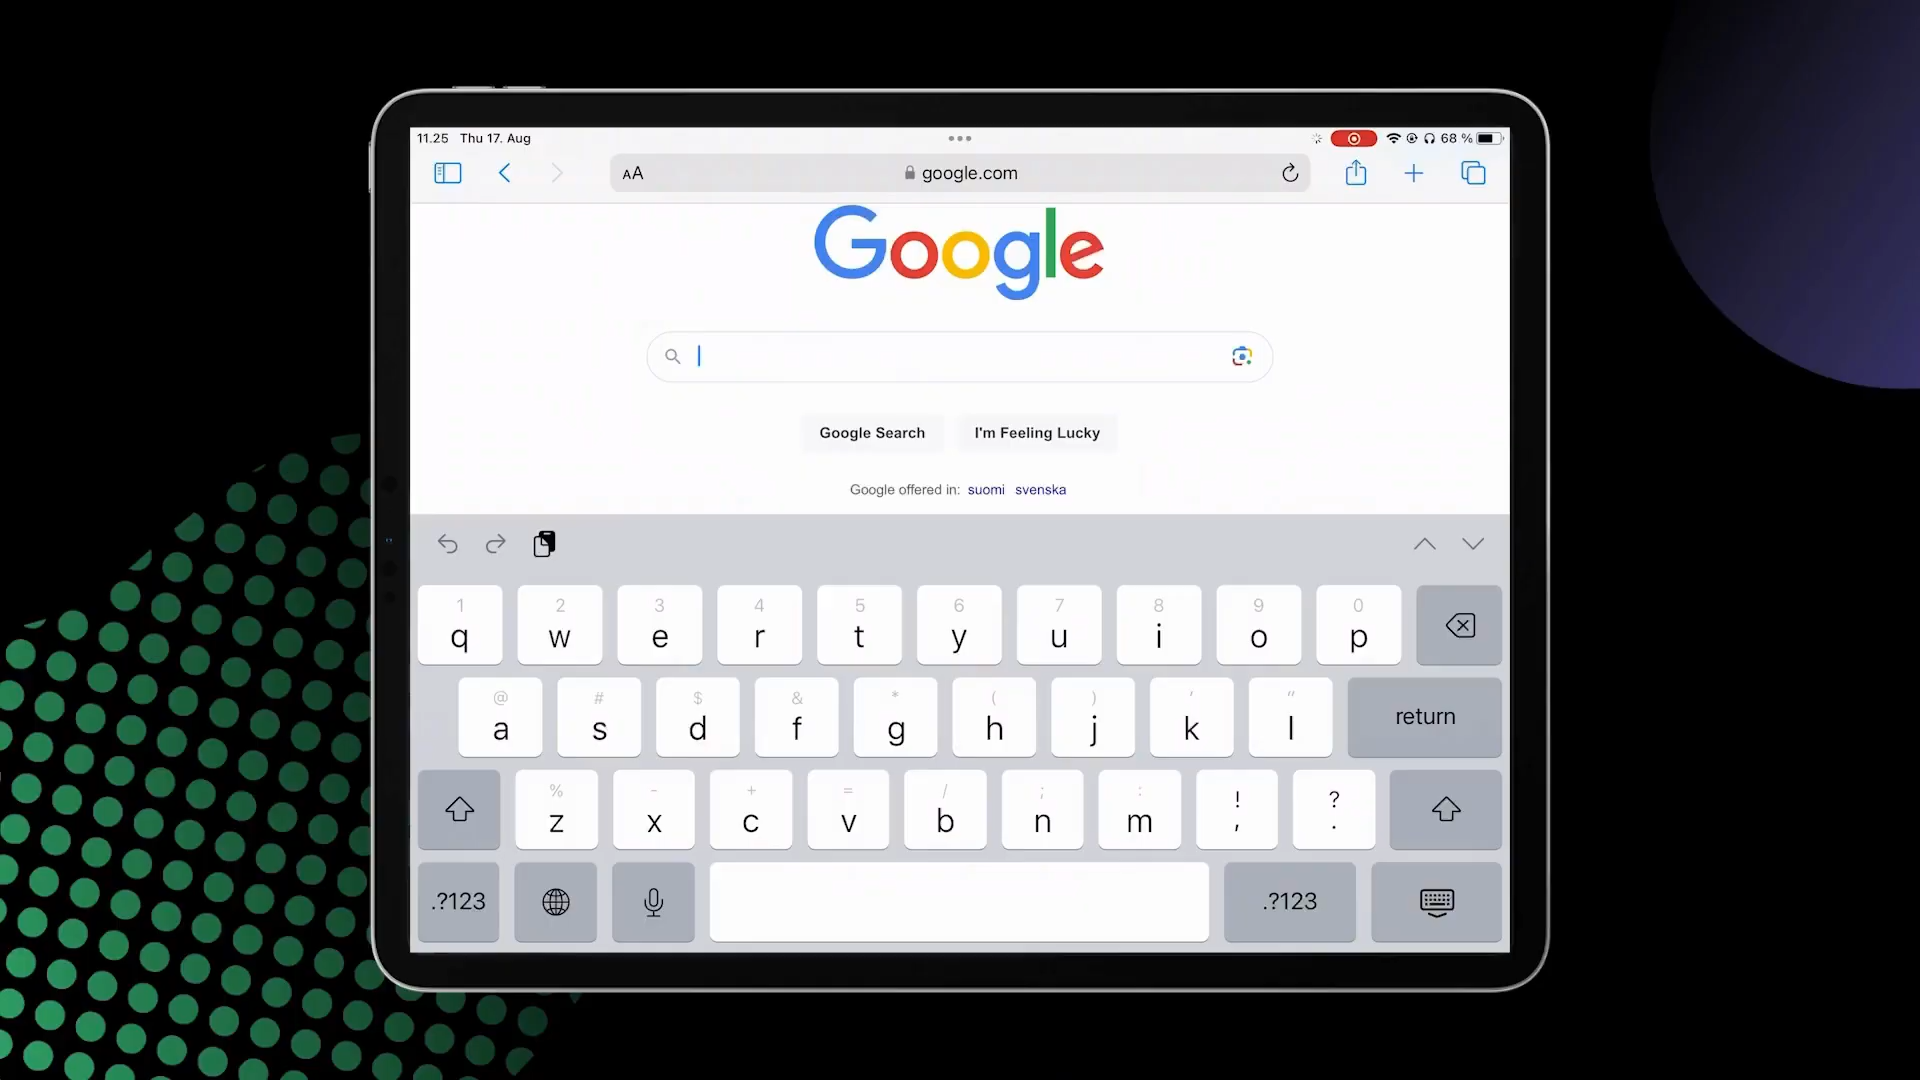 11.25 Thu 17. Aug
68 %
AA google.com
Google
Google Search I'm Feeling Lucky
Google offered in: suomi svenska
1 2 3 4 5 6 7 8 9 0
q w e r t y u i o p
@ # $ & * ( ) ' "
a s d f g h j k l return
% - + = / ; : ! ?
z x c v b n m , .
.?123 .?123